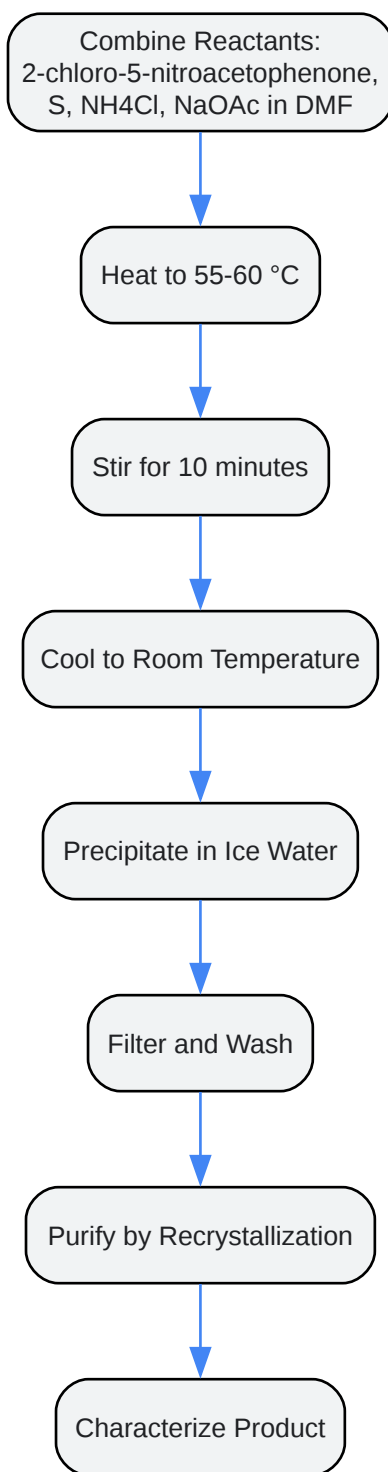 Combine Reactants:
2-chloro-5-nitroacetophenone,
S, NH4Cl, NaOAc in DMF
Heat to 55-60 °C
Stir for 10 minutes
Cool to Room Temperature
Precipitate in Ice Water
Filter and Wash
Purify by Recrystallization
Characterize Product